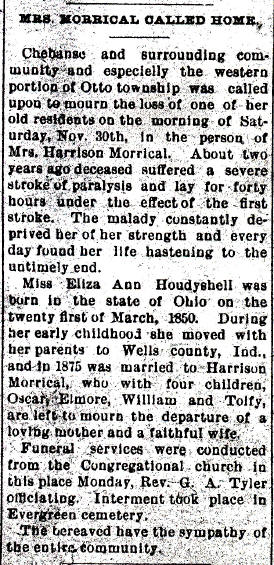 MRS. MORRICAL CALLED HOME.
Chebanse and surrounding com-
munity and especially the western
portion of Otto township was called
upon to mourn the loss of one of her
old residents on the morning of Sat-
urday, Nov. 30th, in the person of
Mrs. Harrison Morrical. About two
years ago deceased suffered a severe
stroke of paralysis and lay for forty
hours under the effect of the first
stroke. The malady constantly de-
prived her of her strength and every
day found her life hastening to the
untimely end.
Miss Eliza Ann Houdyshell was
born in the state of Ohio on the
twenty first of March, 1850. During
her early childhood she moved with
her parents to Wells county, Ind.,
and in 1875 was married to Harrison
Morrical, who with four children,
Oscar, Elmore, William and Tolfy,
are left to mourn the departure of a
loving mother and a faithful wife.
Funeral services were conducted
from the Congregational church in
this place Monday, Rev. G. A. Tyler
officiating. Interment took place in
Evergreen cemetery.
The bereaved have the sympathy of
the entire community.